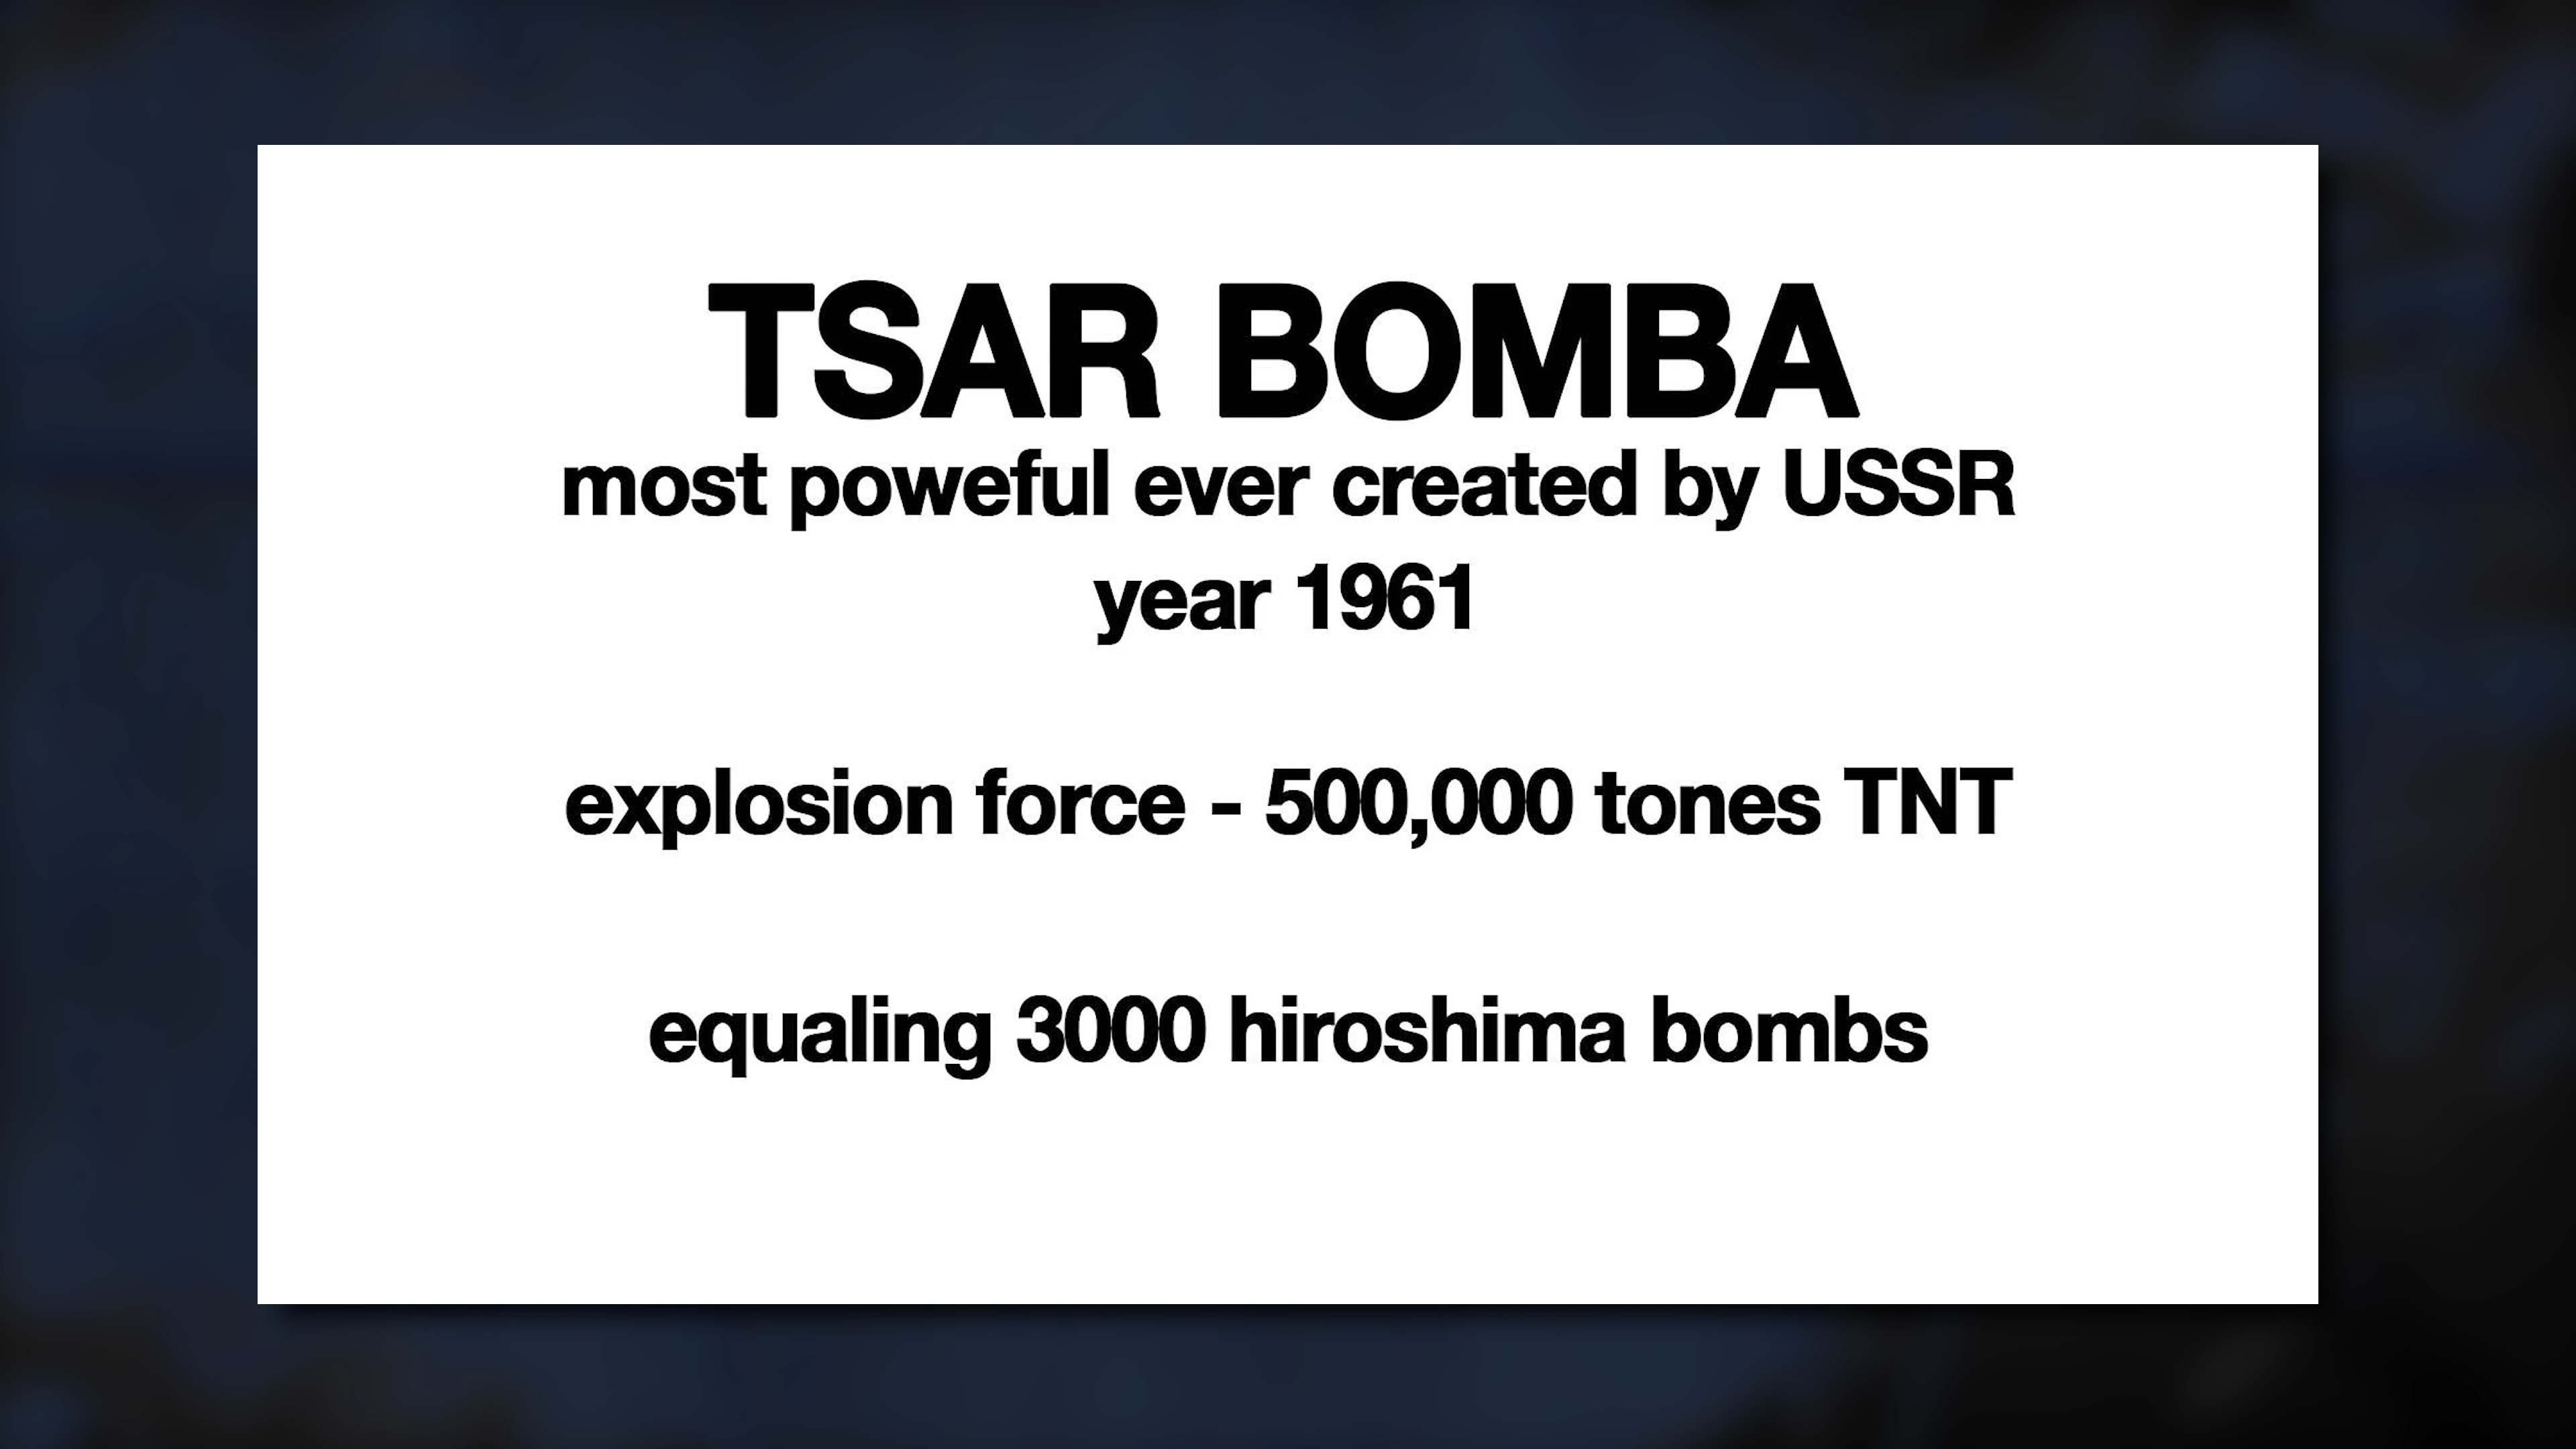 TSAR BOMBA
most poweful ever created by USSR
year 1961
explosion force - 500,000 tones TNT
equaling 3000 hiroshima bombs